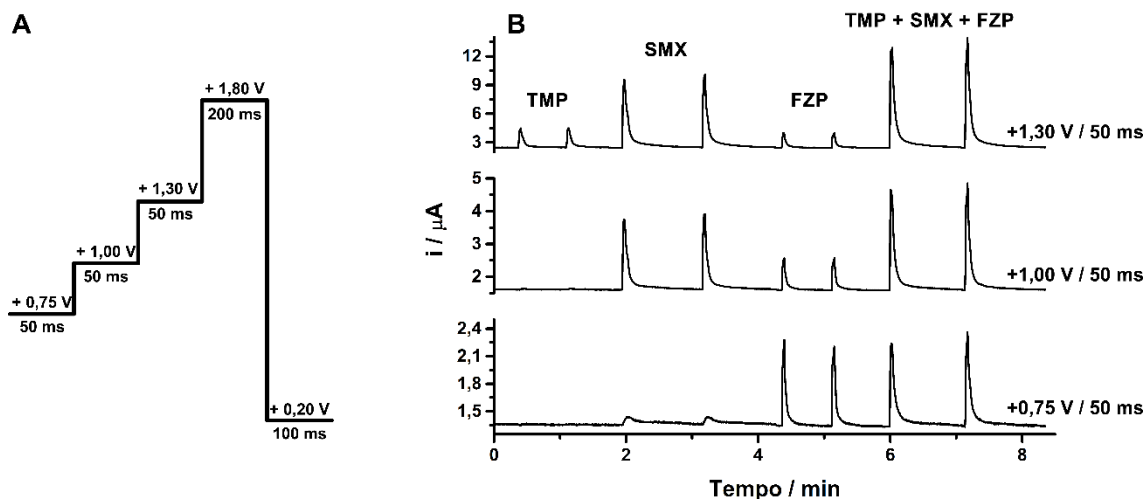 A
+ 1,80 V
200 ms
+ 1,30 V
50 ms
+ 1,00 V
50 ms
+ 0,75 V
50 ms
+ 0,20 V
100 ms
B
TMP + SMX + FZP
SMX
TMP
FZP
12
9
6
3
+1,30 V / 50 ms
5
4
3
2
+1,00 V / 50 ms
i / µA
2,4
2,1
1,8
1,5
+0,75 V / 50 ms
0 2 4 6 8
Tempo / min